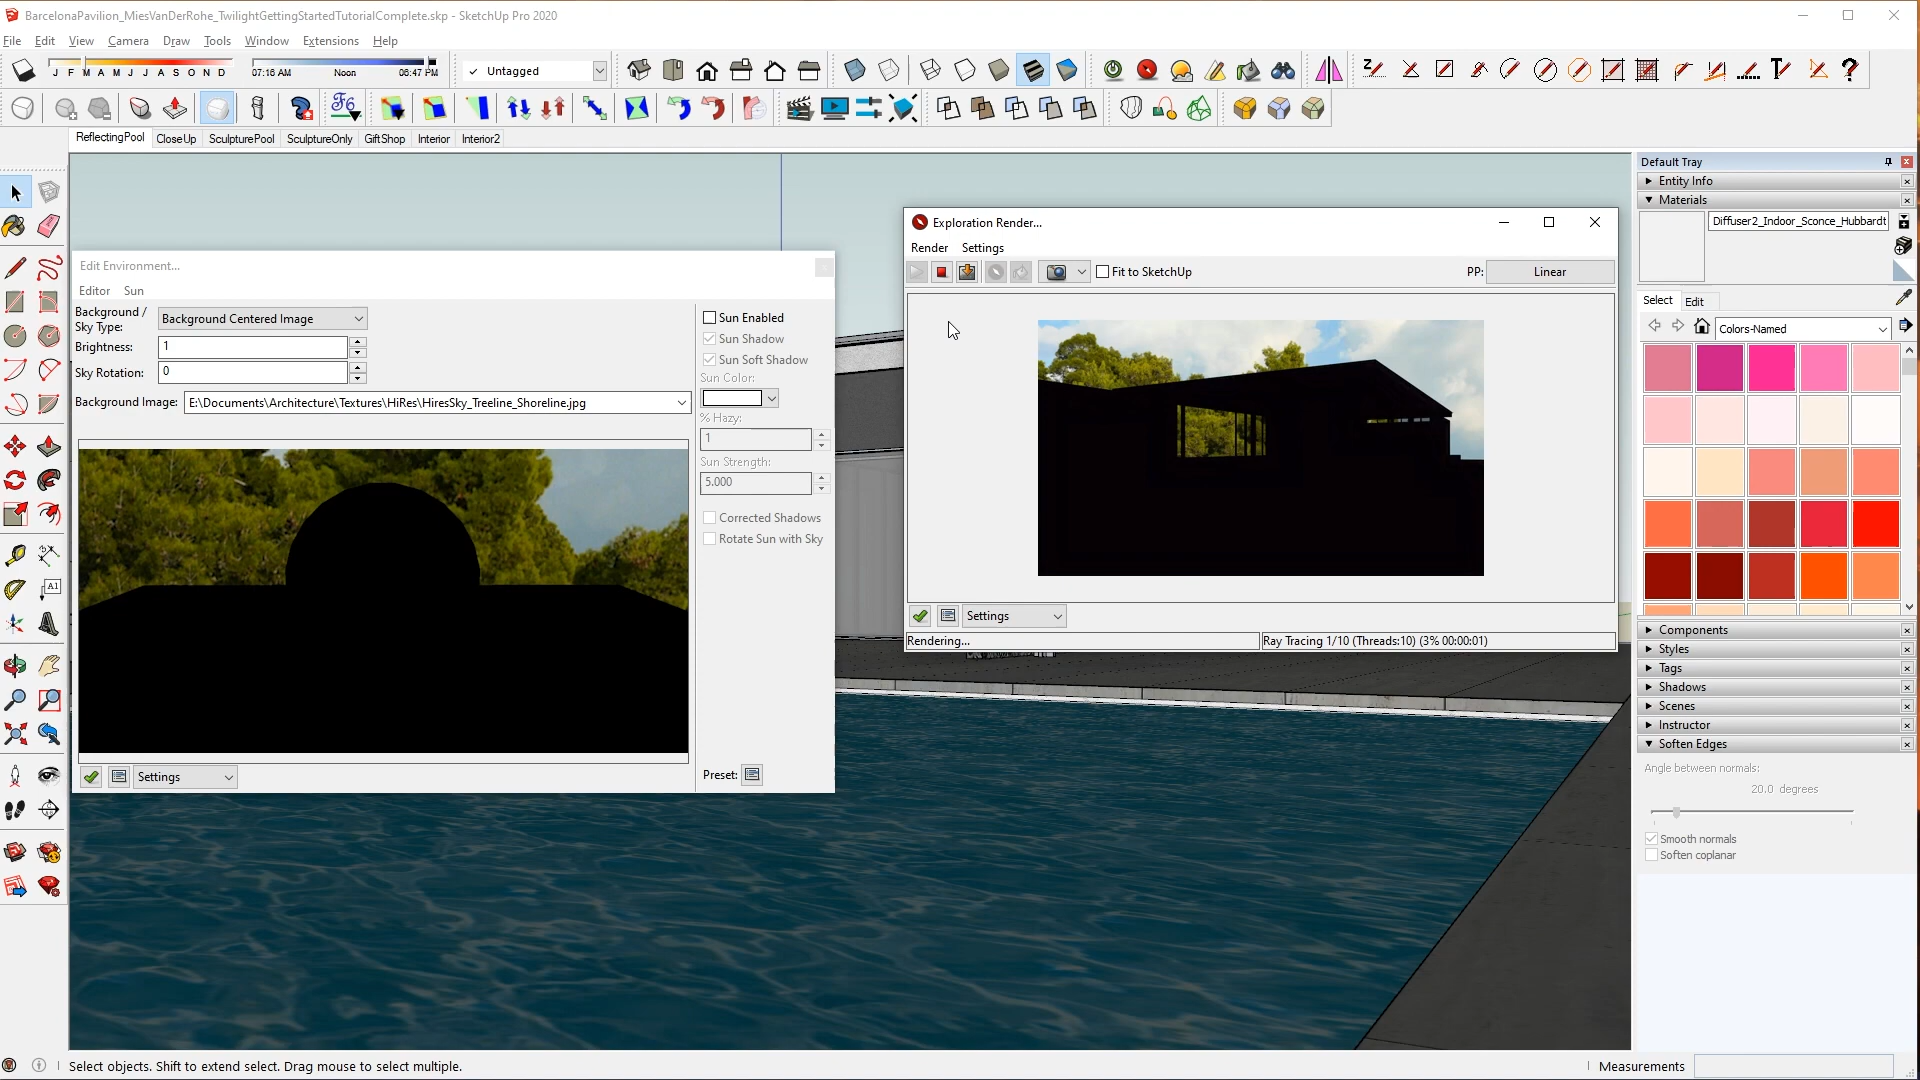 BarcelonaPavilion_MiesVanDerRohe_TwilightGettingStartedTutorialComplete.skp - SketchUp Pro 2020
File Edit View Camera Draw Tools Window Extensions Help
J F M A M J J A S O N D
07:16 AM Noon 06:47 PM
Untagged
ReflectingPool CloseUp SculpturePool SculptureOnly GiftShop Interior Interior2
Edit Environment...
Editor Sun
Background / Sky Type: Background Centered Image
Brightness: 1
Sky Rotation: 0
Background Image: E:\Documents\Architecture\Textures\HiRes\HiresSky_Treeline_Shoreline.jpg
Settings
Sun Enabled
Sun Shadow
Sun Soft Shadow
Sun Color:
% Hazy:
1
Sun Strength:
5.000
Corrected Shadows
Rotate Sun with Sky
Preset:
Exploration Render...
Render Settings
Fit to SketchUp
PP: Linear
Settings
Rendering...
Ray Tracing 1/10 (Threads:10) (3% 00:00:01)
Default Tray
Entity Info
Materials
Diffuser2_Indoor_Sconce_Hubbardt
Select Edit
Colors-Named
Components
Styles
Tags
Shadows
Scenes
Instructor
Soften Edges
Angle between normals:
20.0 degrees
Smooth normals
Soften coplanar
A1
Select objects. Shift to extend select. Drag mouse to select multiple.
Measurements